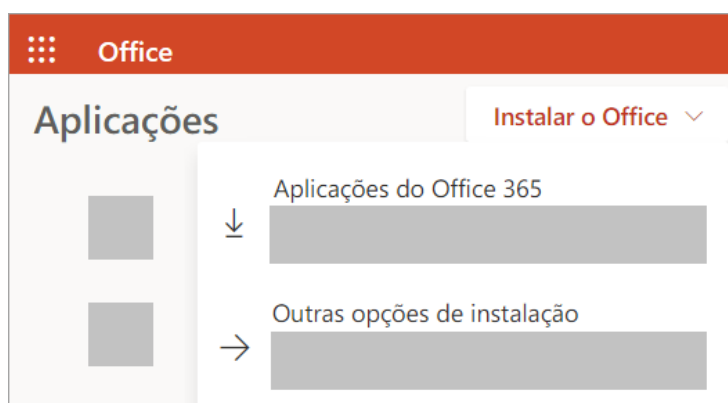 Office
Aplicações
Instalar o Office
Aplicações do Office 365
Outras opções de instalação